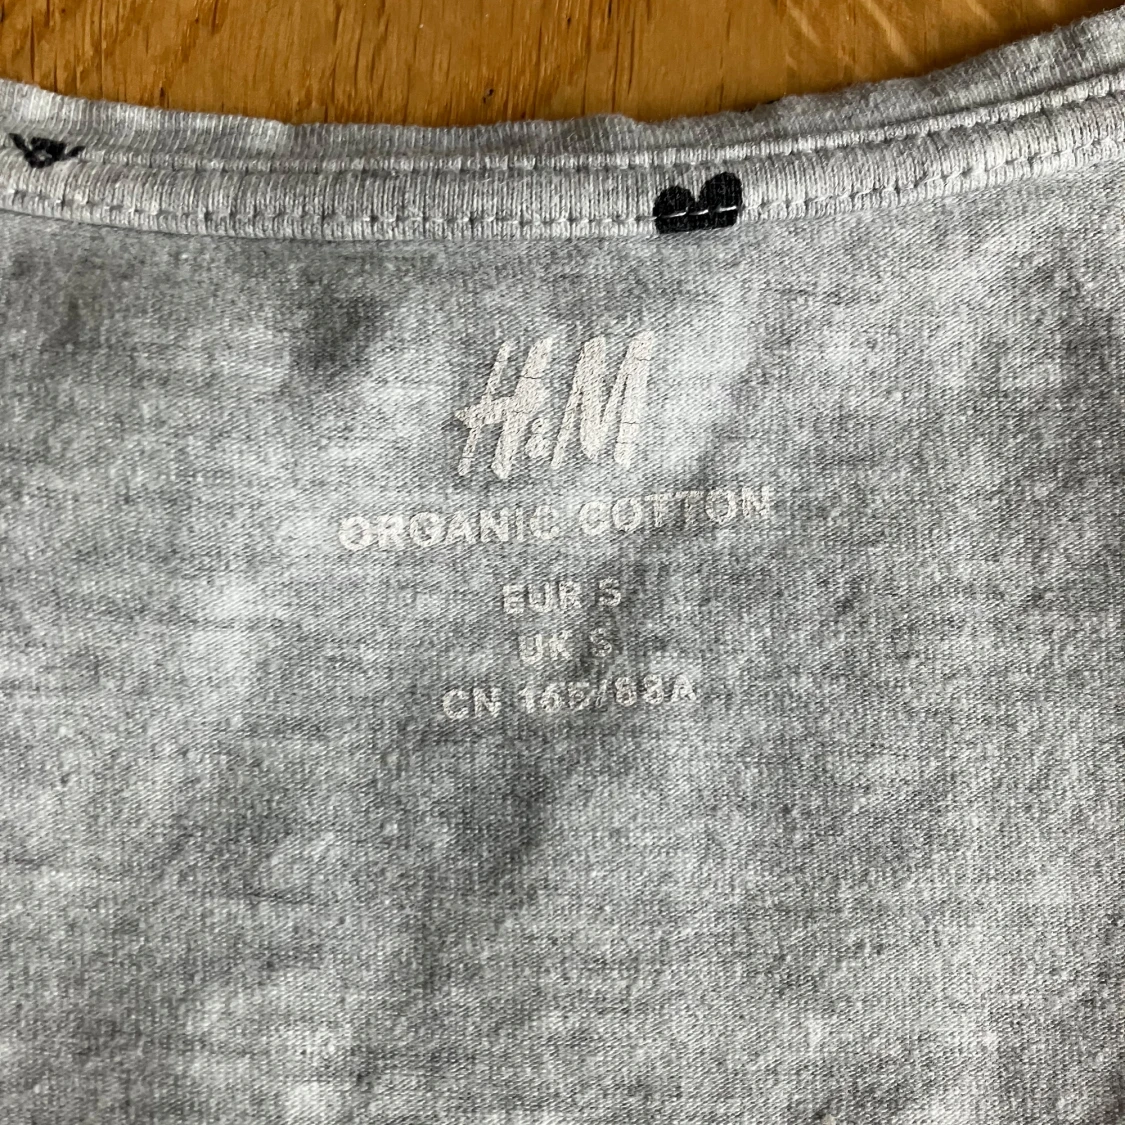 H&M
ORGANIC COTTON
EUR S
UK S
CN 165/88A